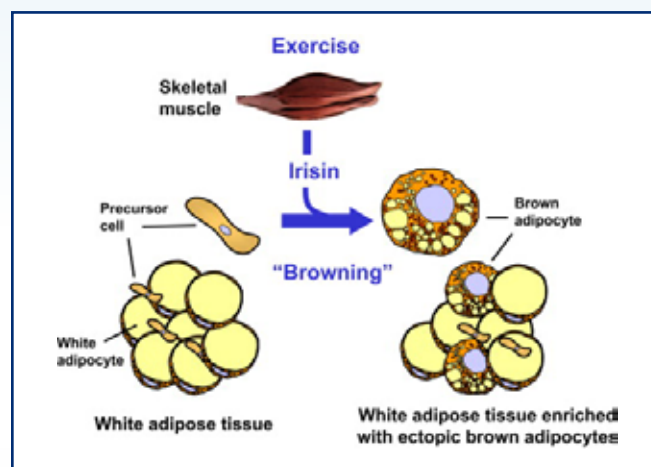 Exercise
Skeletal
muscle
Irisin
Precursor
cell
Brown
adipocyte
“Browning”
White
adipocyte
White adipose tissue
White adipose tissue enriched
with ectopic brown adipocytes